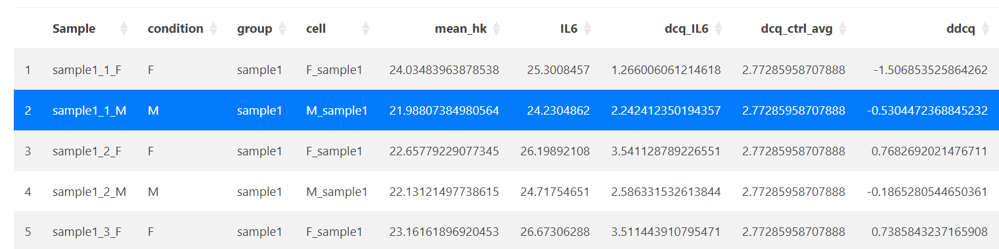 Sample condition group cell mean_hk IL6 dcq_IL6 dcq_ctrl_avg ddcq
1 sample1_1_F F sample1 F_sample1 24.03483963878538 25.3008457 1.266006061214618 2.77285958707888 -1.506853525864262
2 sample1_1_M M sample1 M_sample1 21.98807384980564 24.2304862 2.242412350194357 2.77285958707888 -0.5304472368845232
3 sample1_2_F F sample1 F_sample1 22.65779229077345 26.19892108 3.541128789226551 2.77285958707888 0.7682692021476711
4 sample1_2_M M sample1 M_sample1 22.13121497738615 24.71754651 2.586331532613844 2.77285958707888 -0.1865280544650361
5 sample1_3_F F sample1 F_sample1 23.16161896920453 26.67306288 3.511443910795471 2.77285958707888 0.7385843237165908